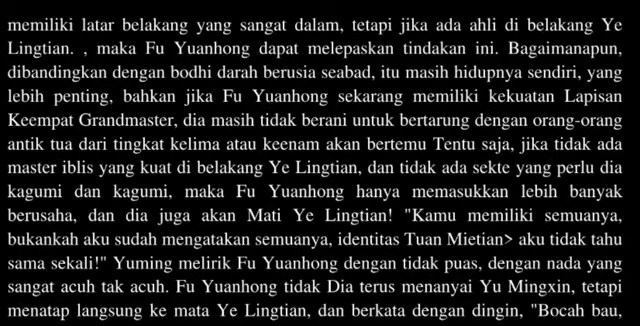 memiliki latar belakang yang sangat dalam, tetapi jika ada ahli di belakang Ye
Lingtian. , maka Fu Yuanhong dapat melepaskan tindakan ini. Bagaimanapun,
dibandingkan dengan bodhi darah berusia seabad, itu masih hidupnya sendiri, yang
lebih penting, bahkan jika Fu Yuanhong sekarang memiliki kekuatan Lapisan
Keempat Grandmaster, dia masih tidak berani untuk bertarung dengan orang-orang
antik tua dari tingkat kelima atau keenam akan bertemu Tentu saja, jika tidak ada
master iblis yang kuat di belakang Ye Lingtian, dan tidak ada sekte yang perlu dia
kagumi dan kagumi, maka Fu Yuanhong hanya memasukkan lebih banyak
berusaha, dan dia juga akan Mati Ye Lingtian! "Kamu memiliki semuanya,
bukankah aku sudah mengatakan semuanya, identitas Tuan Mietian> aku tidak tahu
sama sekali!" Yuming melirik Fu Yuanhong dengan tidak puas, dengan nada yang
sangat acuh tak acuh. Fu Yuanhong tidak Dia terus menanyai Yu Mingxin, tetapi
menatap langsung ke mata Ye Lingtian, dan berkata dengan dingin, "Bocah bau,